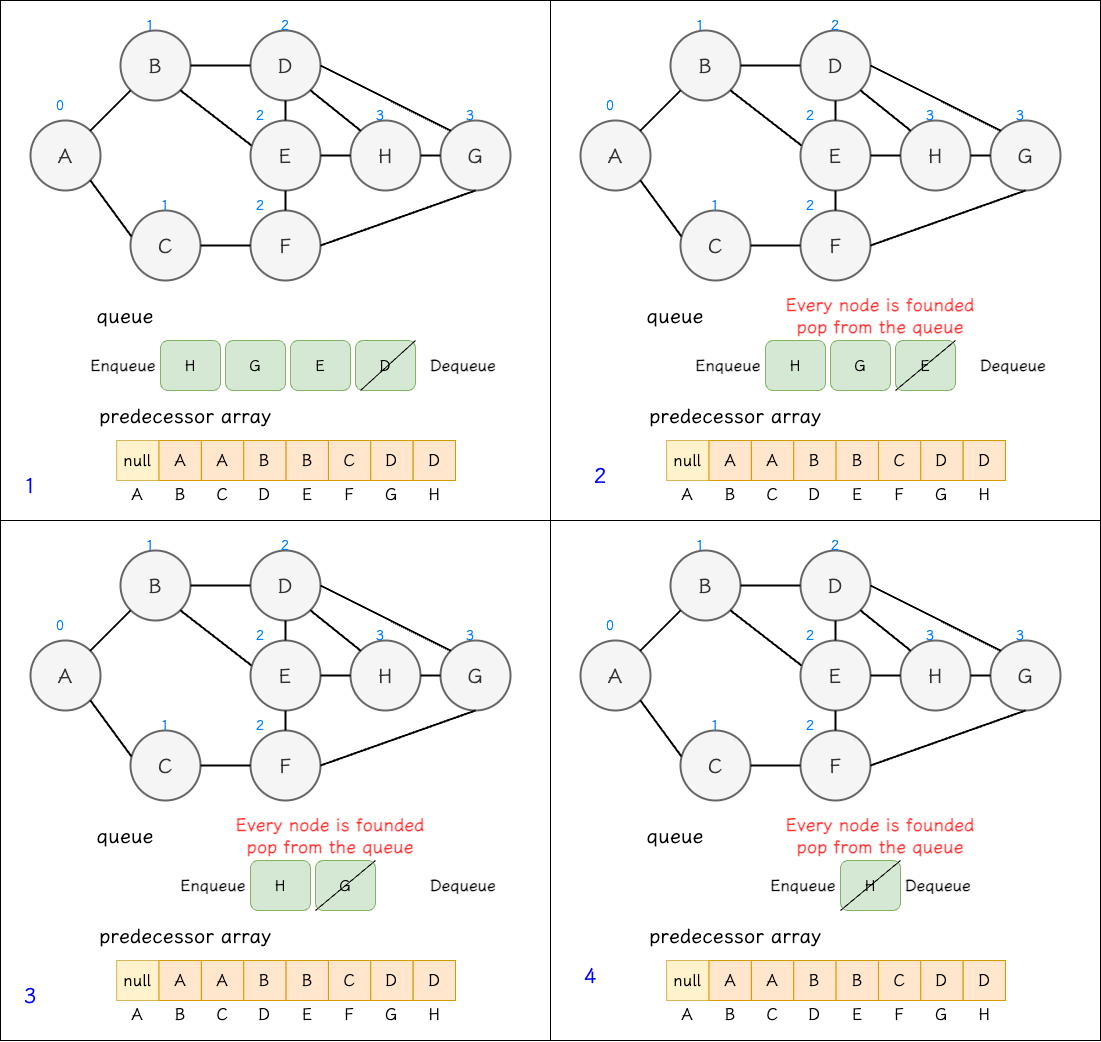 1 2
B D
0 2 3 3
A E H G
1 2
C F
queue
Enqueue H G E D Dequeue
predecessor array
null A A B B C D D
A B C D E F G H
1
1 2
B D
0 2 3 3
A E H G
1 2
C F
queue
Every node is founded
pop from the queue
Enqueue H G E Dequeue
predecessor array
null A A B B C D D
A B C D E F G H
2
1 2
B D
0 2 3 3
A E H G
1 2
C F
queue
Every node is founded
pop from the queue
Enqueue H G Dequeue
predecessor array
null A A B B C D D
A B C D E F G H
3
1 2
B D
0 2 3 3
A E H G
1 2
C F
queue
Every node is founded
pop from the queue
Enqueue H Dequeue
predecessor array
null A A B B C D D
A B C D E F G H
4